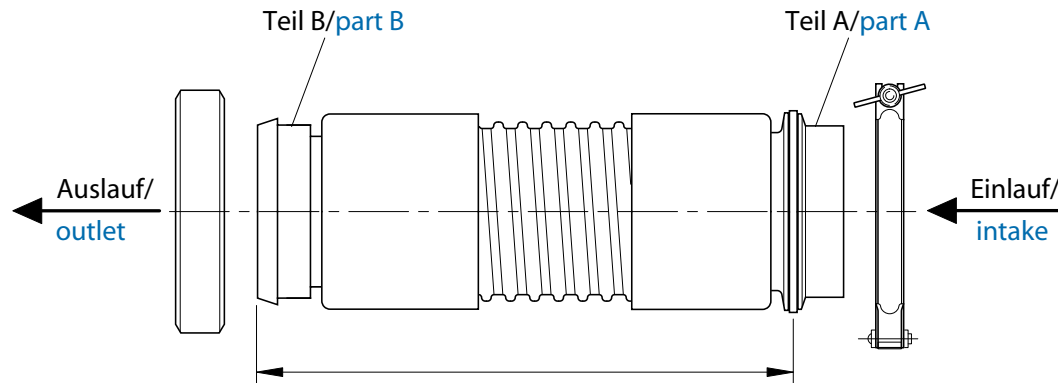 Teil B/part B
Teil A/part A
Auslauf/
outlet
Einlauf/
intake